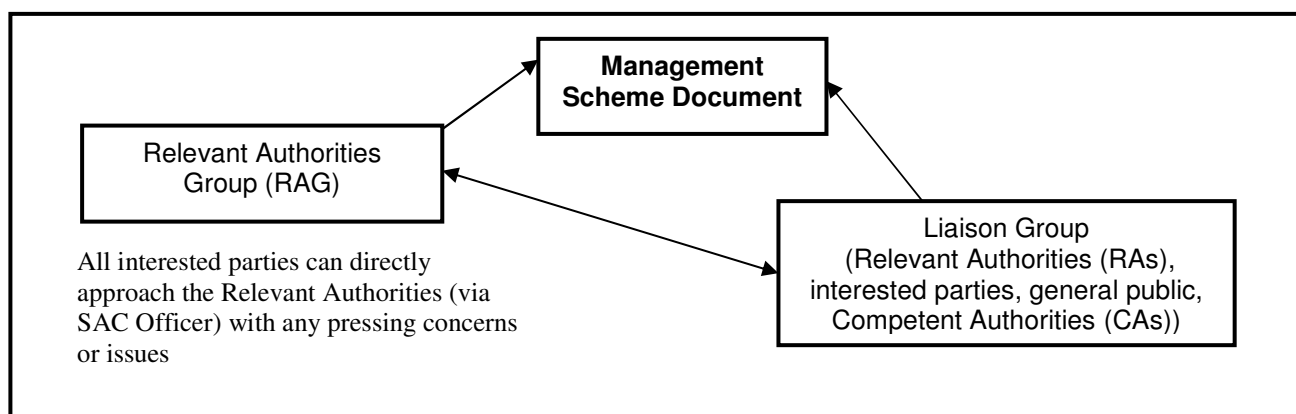 Management
Scheme Document
Relevant Authorities
Group (RAG)
All interested parties can directly
approach the Relevant Authorities (via
SAC Officer) with any pressing concerns
or issues
Liaison Group
(Relevant Authorities (RAs),
interested parties, general public,
Competent Authorities (CAs))